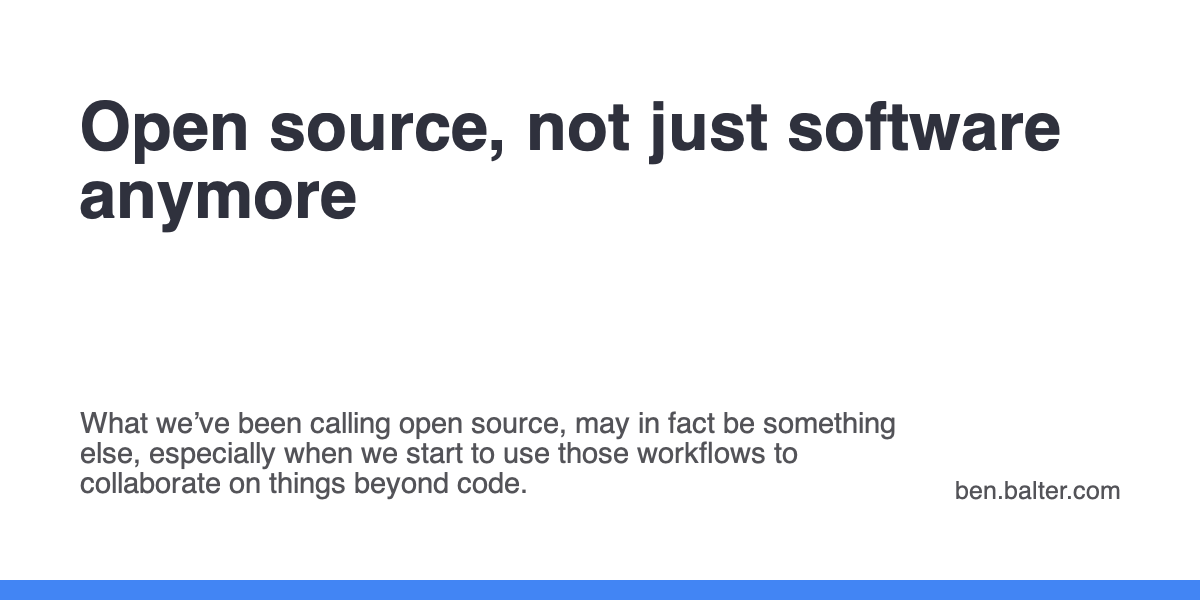 Open source, not just software
anymore
What we’ve been calling open source, may in fact be something
else, especially when we start to use those workflows to
collaborate on things beyond code.
ben.balter.com